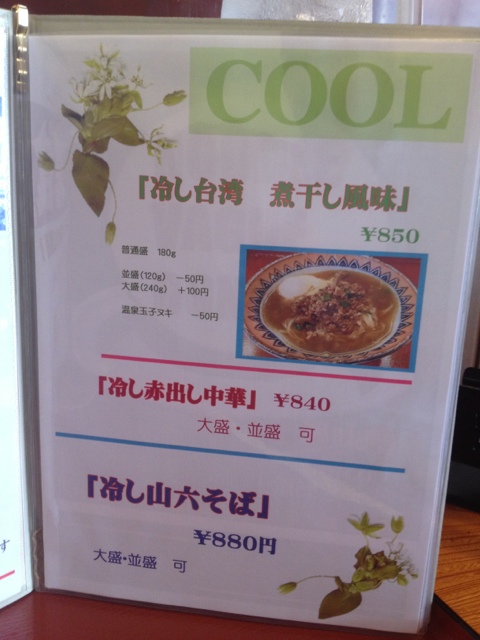 COOL
「冷し台湾　煮干し風味」
¥850
普通盛　180g
並盛(120g)　－50円
大盛(240g)　＋100円
温泉玉子ヌキ　－50円
「冷し赤出し中華」 ¥840
大盛・並盛　可
「冷し山六そば」
¥880円
大盛・並盛　可
す